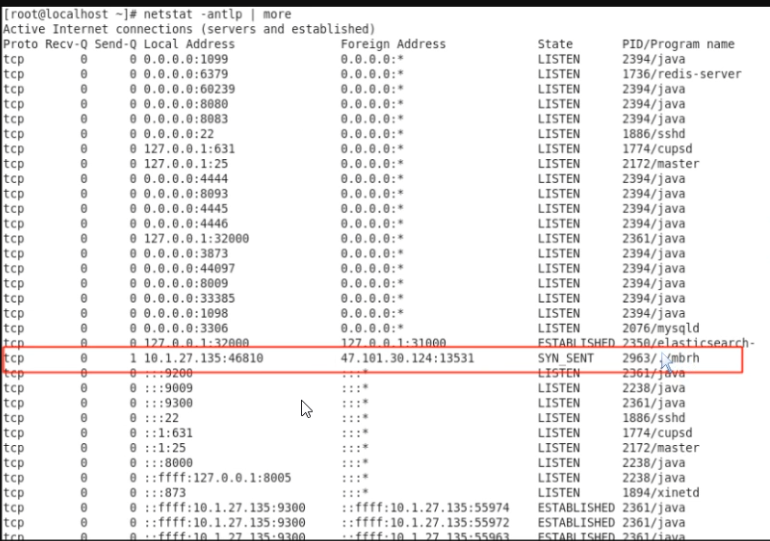 [root@localhost ~]# netstat -antlp | more
Active Internet connections (servers and established)
Proto Recv-Q Send-Q Local Address Foreign Address State PID/Program name
tcp 0 0 0.0.0.0:1099 0.0.0.0:* LISTEN 2394/java
tcp 0 0 0.0.0.0:6379 0.0.0.0:* LISTEN 1736/redis-server
tcp 0 0 0.0.0.0:60239 0.0.0.0:* LISTEN 2394/java
tcp 0 0 0.0.0.0:8080 0.0.0.0:* LISTEN 2394/java
tcp 0 0 0.0.0.0:8083 0.0.0.0:* LISTEN 2394/java
tcp 0 0 0.0.0.0:22 0.0.0.0:* LISTEN 1886/sshd
tcp 0 0 127.0.0.1:631 0.0.0.0:* LISTEN 1774/cupsd
tcp 0 0 127.0.0.1:25 0.0.0.0:* LISTEN 2172/master
tcp 0 0 0.0.0.0:4444 0.0.0.0:* LISTEN 2394/java
tcp 0 0 0.0.0.0:8093 0.0.0.0:* LISTEN 2394/java
tcp 0 0 0.0.0.0:4445 0.0.0.0:* LISTEN 2394/java
tcp 0 0 0.0.0.0:4446 0.0.0.0:* LISTEN 2394/java
tcp 0 0 127.0.0.1:32000 0.0.0.0:* LISTEN 2361/java
tcp 0 0 0.0.0.0:3873 0.0.0.0:* LISTEN 2394/java
tcp 0 0 0.0.0.0:44097 0.0.0.0:* LISTEN 2394/java
tcp 0 0 0.0.0.0:8009 0.0.0.0:* LISTEN 2394/java
tcp 0 0 0.0.0.0:33385 0.0.0.0:* LISTEN 2394/java
tcp 0 0 0.0.0.0:1098 0.0.0.0:* LISTEN 2394/java
tcp 0 0 0.0.0.0:3306 0.0.0.0:* LISTEN 2076/mysqld
tcp 0 0 127.0.0.1:32000 127.0.0.1:31000 ESTABLISHED 2350/elasticsearch-
tcp 0 1 10.1.27.135:46810 47.101.30.124:13531 SYN_SENT
tcp 0 0 :::9200 :::* LISTEN 2361/java
tcp 0 0 :::9009 :::* LISTEN 2238/java
tcp 0 0 :::9300 :::* LISTEN 2361/java
tcp 0 0 :::22 :::* LISTEN 1886/sshd
tcp 0 0 ::1:631 :::* LISTEN 1774/cupsd
tcp 0 0 ::1:25 :::* LISTEN 2172/master
tcp 0 0 :::8000 :::* LISTEN 2238/java
tcp 0 0 ::ffff:127.0.0.1:8005 :::* LISTEN 2238/java
tcp 0 0 :::873 :::* LISTEN 1894/xinetd
tcp 0 0 ::ffff:10.1.27.135:9300 ::ffff:10.1.27.135:55974 ESTABLISHED 2361/java
tcp 0 0 ::ffff:10.1.27.135:9300 ::ffff:10.1.27.135:55972 ESTABLISHED 2361/java
tcp 0 0 ::ffff:10.1.27.135:9300 ::ffff:10.1.27.135:55963 ESTABLISHED 2361/java